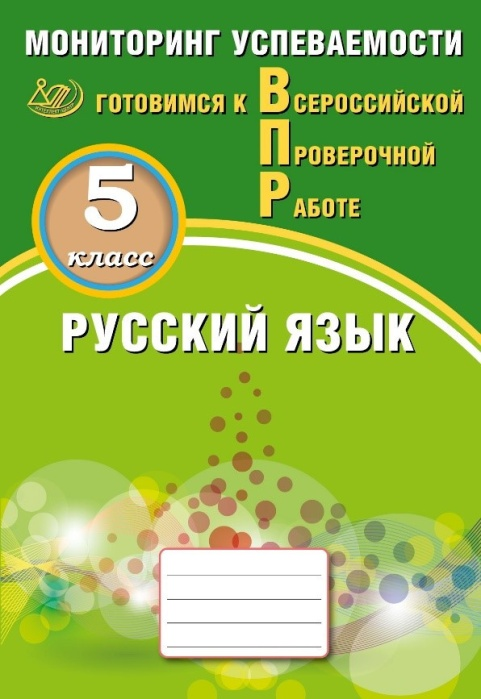 МОНИТОРИНГ УСПЕВАЕМОСТИ
ГОТОВИМСЯ К ВСЕРОССИЙСКОЙ
ПРОВЕРОЧНОЙ
РАБОТЕ
5
класс
РУССКИЙ ЯЗЫК